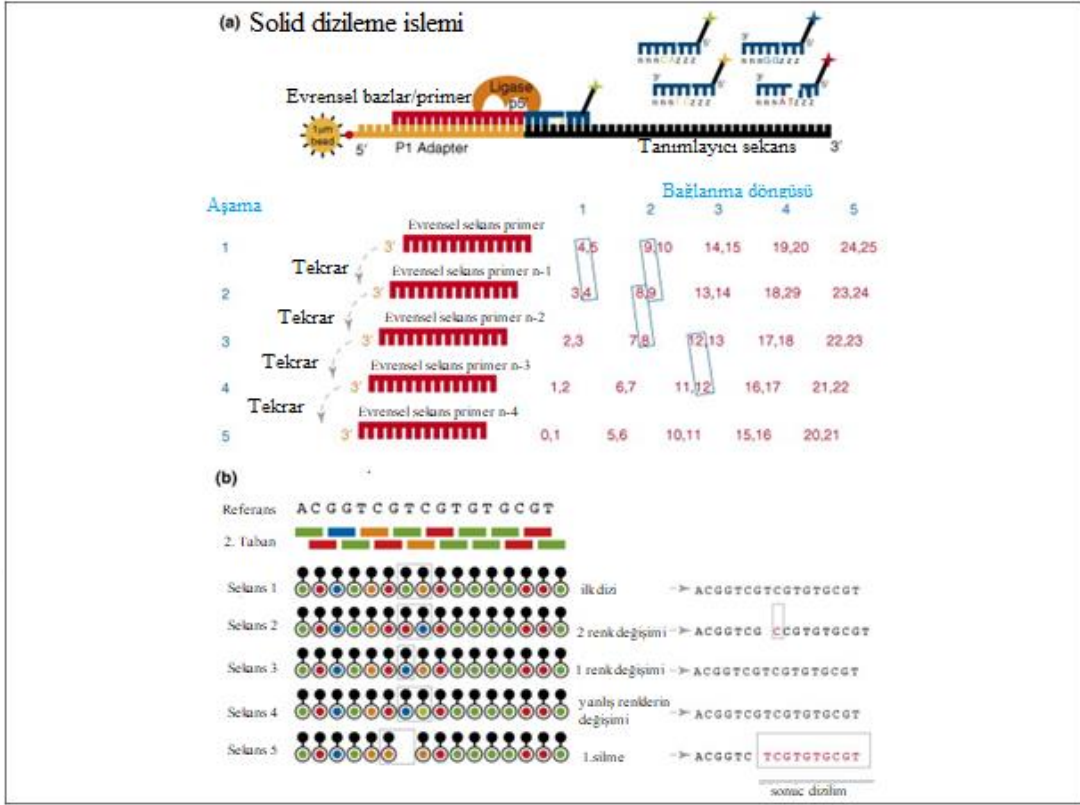 (a) Solid dizileme islemi
5' 5'
n n n z z z n n n G G z z z
3' 3'
5' 5'
n n n z z z n n n A T z z z
Ligase
p5'
Evrensel bazlar/primer
1μm bead
5' P1 Adapter Tanımlayıcı sekans 3'
Bağlanma döngüsü
Aşama 1 2 3 4 5
Evrensel sekans primer
1 3' 4,5 9,10 14,15 19,20 24,25
Tekrar
Evrensel sekans primer n-1
2 3' 3,4 8,9 13,14 18,29 23,24
Tekrar
Evrensel sekans primer n-2
3 3' 2,3 7,8 12,13 17,18 22,23
Tekrar
Evrensel sekans primer n-3
4 3' 1,2 6,7 11,12 16,17 21,22
Tekrar
Evrensel sekans primer n-4
5 3' 0,1 5,6 10,11 15,16 20,21
(b)
Referans A C G G T C G T C G T G T G C G T
2. Taban
Sekans 1 ilk dizi ACGGTCGTCGTGTGCGT
Sekans 2 2 renk değişimi ACGGTCG CCGTGTGCGT
Sekans 3 1 renk değişimi ACGGTCGTCGTGTGCGT
Sekans 4 yanlış renklerin değişimi ACGGTCGTCGTGTGCGT
Sekans 5 1.silme ACGGTC TCGTGTGCGT
sonuç dizilim